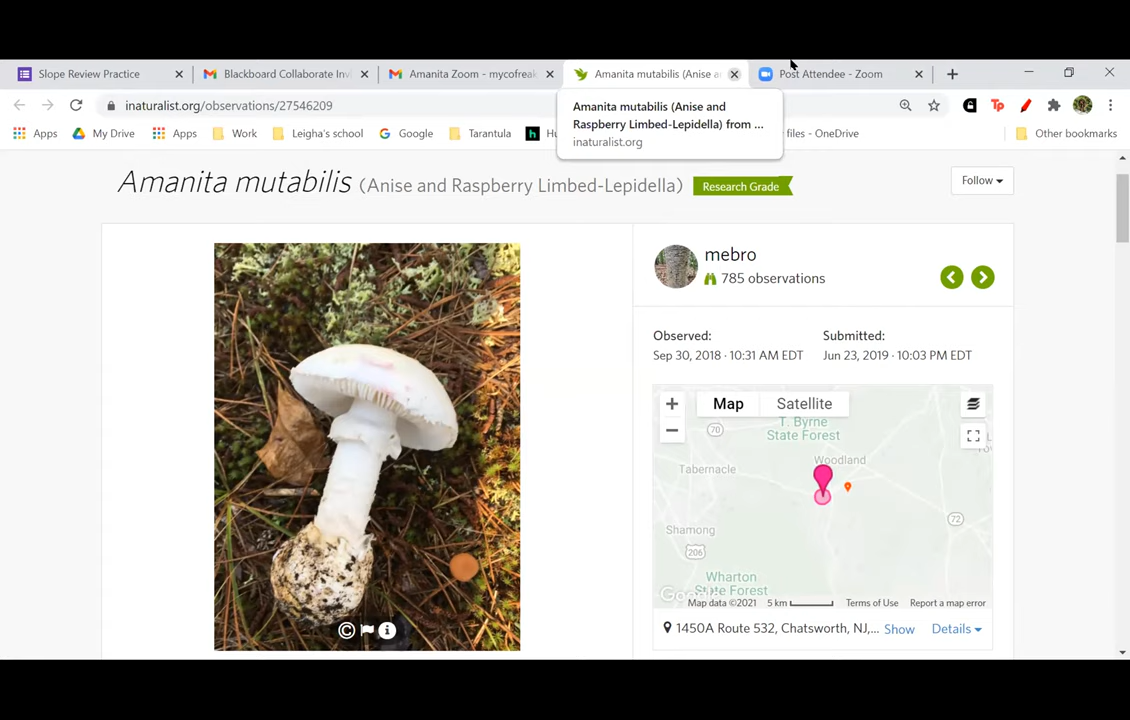 Slope Review Practice
Blackboard Collaborate Inv
Amanita Zoom - mycofreak
Amanita mutabilis (Anise a
Post Attendee - Zoom
inaturalist.org/observations/27546209
Amanita mutabilis (Anise and
Raspberry Limbed-Lepidella) from ...
inaturalist.org
Apps
My Drive
Apps
Work
Leigha's school
Google
Tarantula
files - OneDrive
Other bookmarks
Amanita mutabilis (Anise and Raspberry Limbed-Lepidella) Research Grade
Follow
mebro
785 observations
Observed:
Submitted:
Sep 30, 2018 · 10:31 AM EDT
Jun 23, 2019 · 10:03 PM EDT
Map
Satellite
70
T. Byrne
State Forest
Tabernacle
Woodland
Shamong
206
72
Wharton
State Forest
Map data ©2021
5 km
Terms of Use
Report a map error
1450A Route 532, Chatsworth, NJ,...
Show
Details